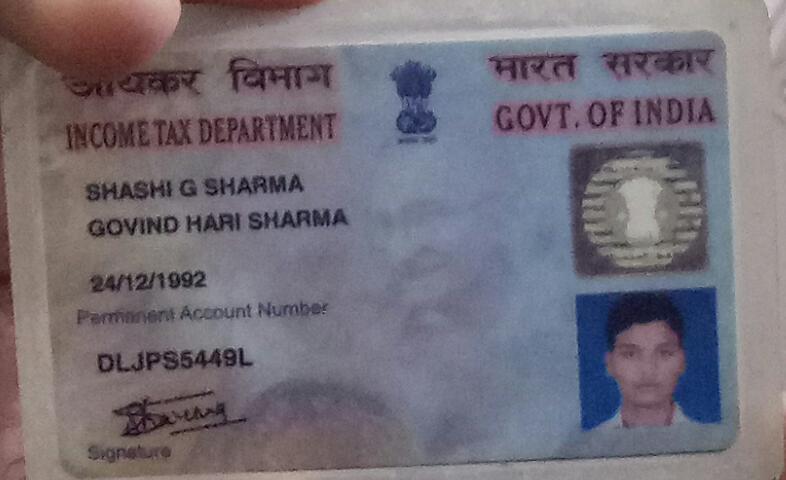 आयकर विभाग
भारत सरकार
INCOME TAX DEPARTMENT
GOVT. OF INDIA
SHASHI G SHARMA
GOVIND HARI SHARMA
24/12/1992
Permanent Account Number
DLJPS5449L
Signature